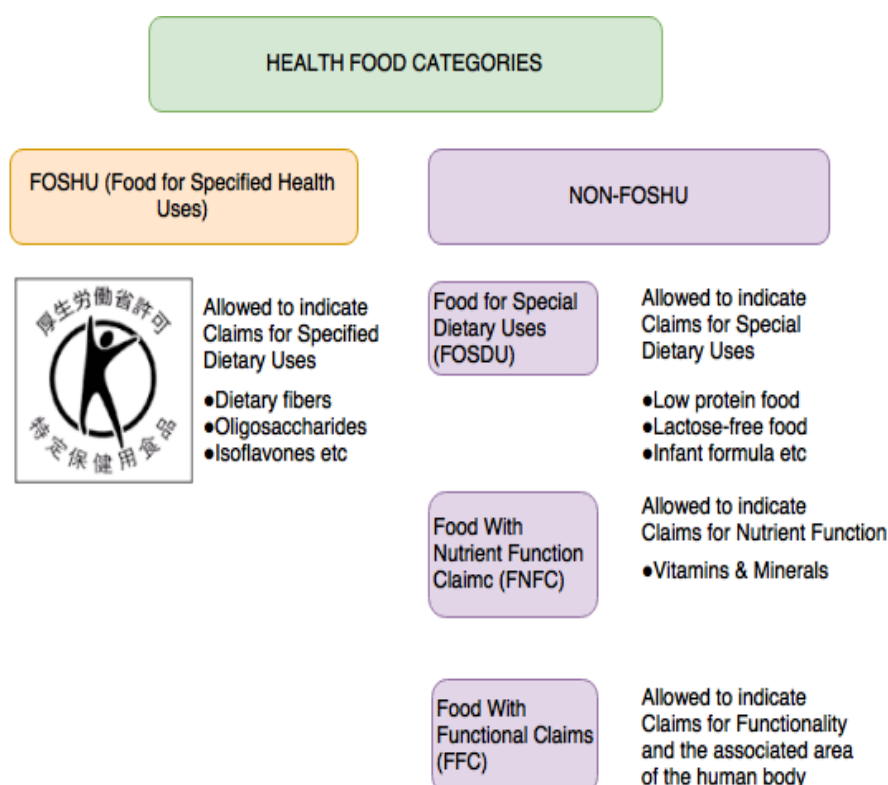 HEALTH FOOD CATEGORIES
FOSHU (Food for Specified Health
Uses)
NON-FOSHU
厚生労働省許可
特定保健用食品
Allowed to indicate
Claims for Specified
Dietary Uses
●Dietary fibers
●Oligosaccharides
●Isoflavones etc
Food for Special
Dietary Uses
(FOSDU)
Allowed to indicate
Claims for Special
Dietary Uses
●Low protein food
●Lactose-free food
●Infant formula etc
Food With
Nutrient Function
Claimc (FNFC)
Allowed to indicate
Claims for Nutrient Function
●Vitamins & Minerals
Food With
Functional Claims
(FFC)
Allowed to indicate
Claims for Functionality
and the associated area
of the human body